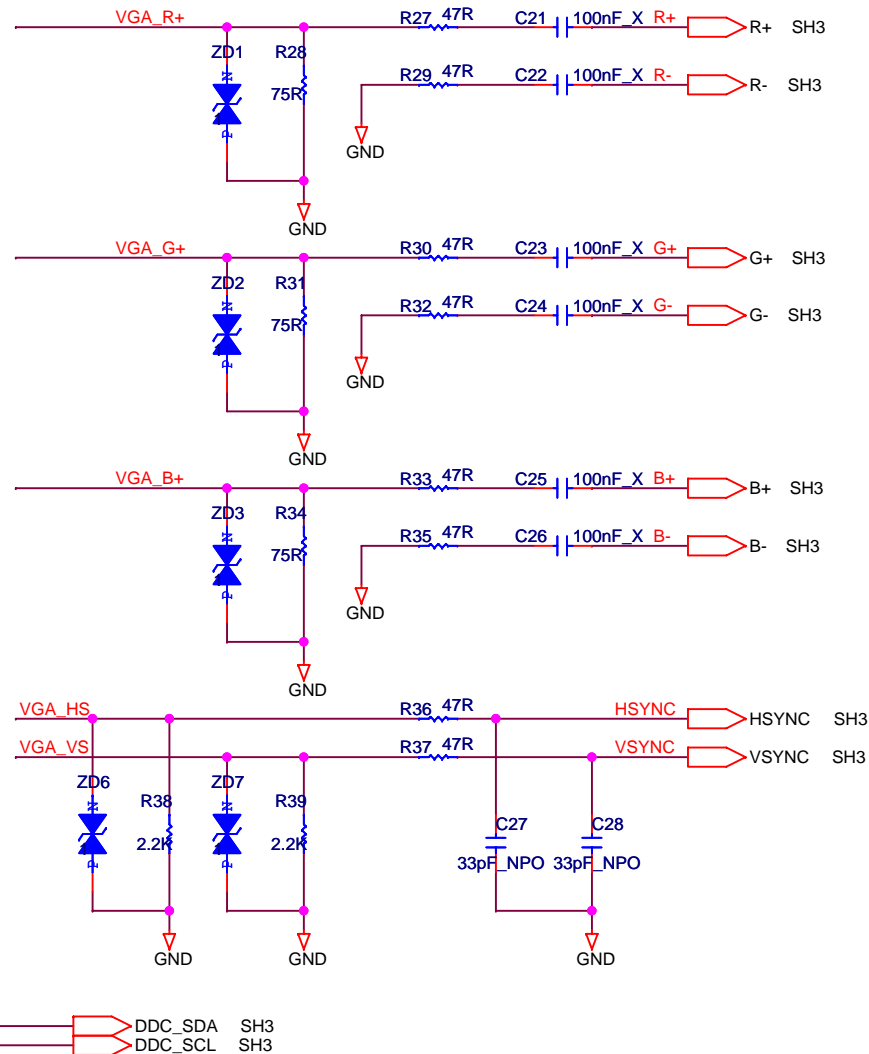 VGA_R+ R27 47R C21 100nF_X R+ R+ SH3
ZD1 R28
N 75R P
R29 47R C22 100nF_X R- R- SH3
GND
GND
VGA_G+ R30 47R C23 100nF_X G+ G+ SH3
ZD2 R31
N 75R P
R32 47R C24 100nF_X G- G- SH3
GND
GND
VGA_B+ R33 47R C25 100nF_X B+ B+ SH3
ZD3 R34
N 75R P
R35 47R C26 100nF_X B- B- SH3
GND
GND
VGA_HS R36 47R HSYNC HSYNC SH3
VGA_VS R37 47R VSYNC VSYNC SH3
ZD6 R38 ZD7 R39
N 2.2K P N 2.2K P
C27 C28
33pF_NPO 33pF_NPO
GND GND GND
DDC_SDA SH3
DDC_SCL SH3